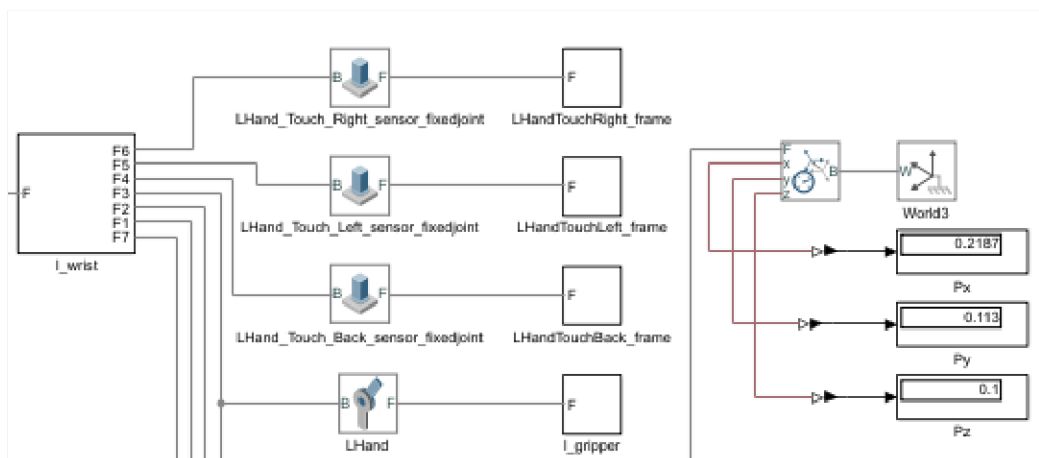 B F
LHand_Touch_Right_sensor_fixedjoint
F
LHandTouchRight_frame
F
F6
F5
F4
F3
F2
F1
F7
l_wrist
B F
LHand_Touch_Left_sensor_fixedjoint
F
LHandTouchLeft_frame
B F
LHand_Touch_Back_sensor_fixedjoint
F
LHandTouchBack_frame
B F
LHand
F
l_gripper
F
x
y
z
B
W
World3
0.2187
Px
0.113
Py
0.1
Pz